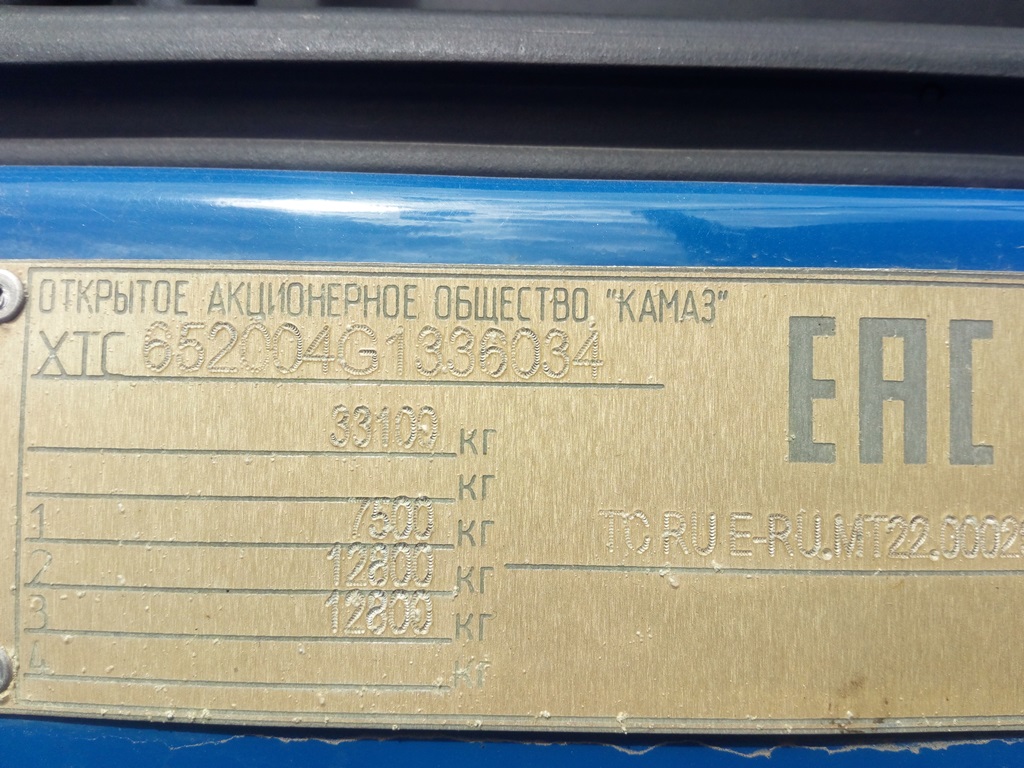 ОТКРЫТОЕ АКЦИОНЕРНОЕ ОБЩЕСТВО "КАМАЗ"
XTC 652004G1336034
EAC
33100 кг
кг
1 7500 кг
TC RU E-RU.MT22.0002
2 12800 кг
3 12800 кг
4 кг